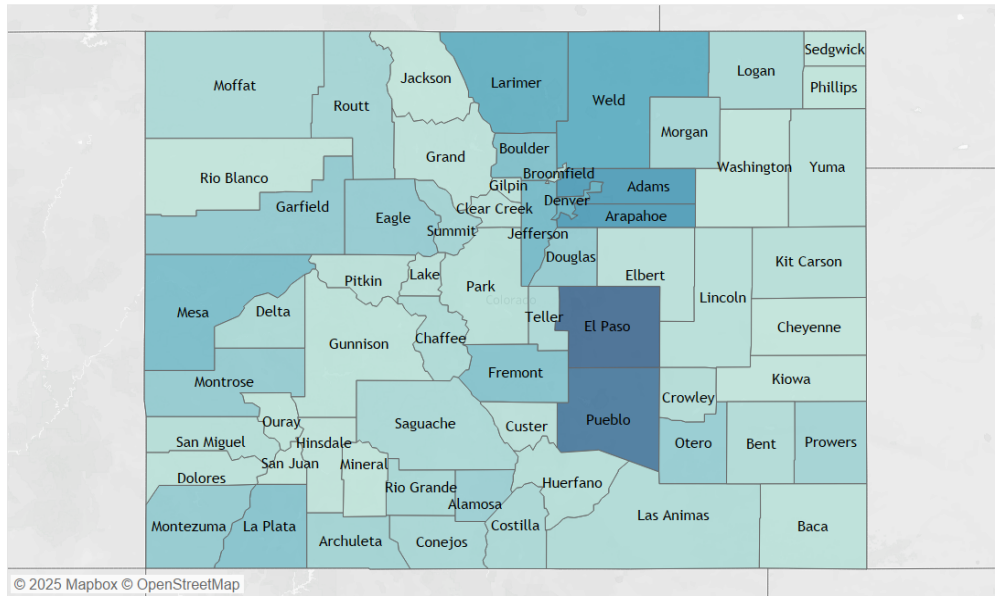 Sedgwick
Jackson
Logan
Larimer
Moffat
Phillips
Weld
Routt
Morgan
Boulder
Grand
Washington
Yuma
Broomfield
Rio Blanco
Gilpin
Adams
Denver
Garfield
Clear Creek
Eagle
Arapahoe
Summit
Jefferson
Douglas
Kit Carson
Lake
Elbert
Pitkin
Park
Lincoln
Colorado
Mesa
Delta
Teller
El Paso
Cheyenne
Chaffee
Gunnison
Fremont
Kiowa
Montrose
Crowley
Pueblo
Ouray
Saguache
Custer
San Miguel
Hinsdale
Otero
Bent
Prowers
San Juan
Mineral
Dolores
Huerfano
Rio Grande
Alamosa
Las Animas
Montezuma
La Plata
Costilla
Baca
Archuleta
Conejos
© 2025 Mapbox © OpenStreetMap